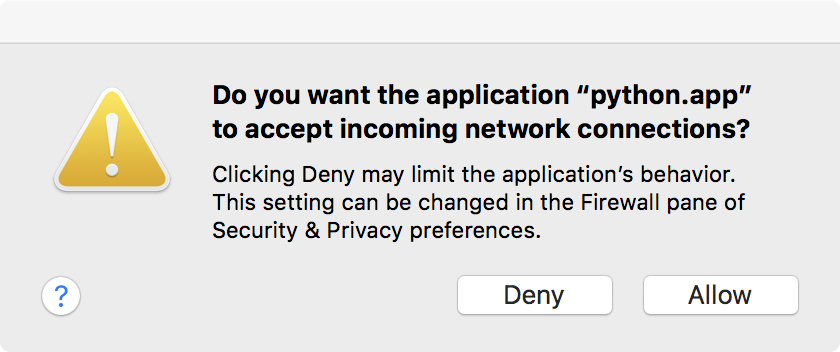 Do you want the application “python.app”
to accept incoming network connections?
Clicking Deny may limit the application’s behavior.
This setting can be changed in the Firewall pane of
Security & Privacy preferences.
?
Deny
Allow